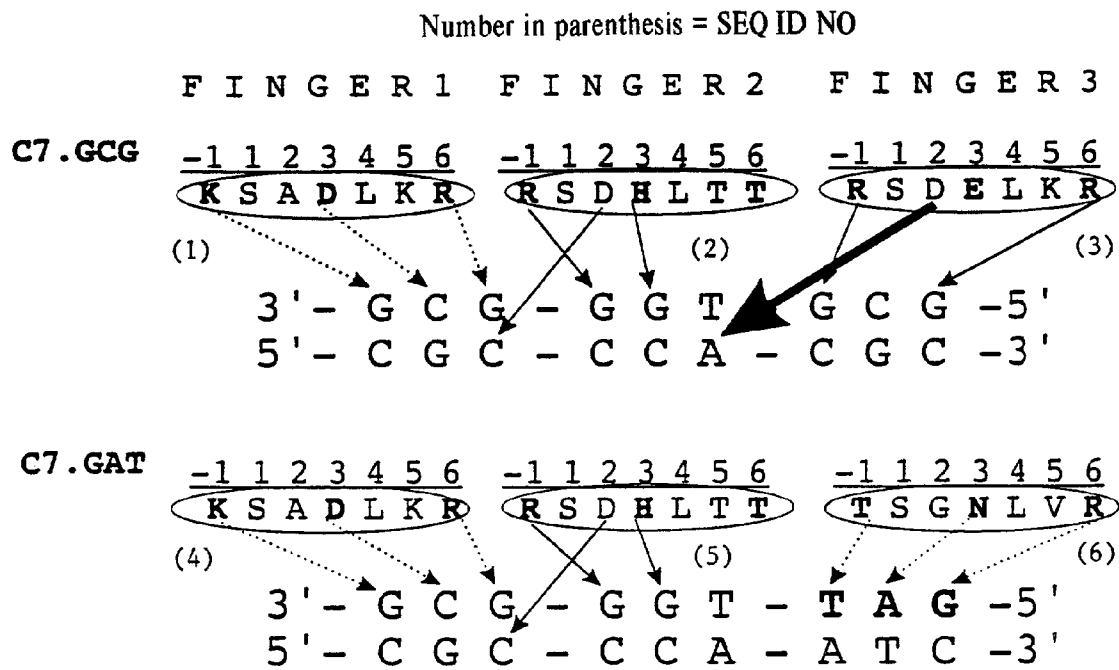 Number in parenthesis = SEQ ID NO
F I N G E R 1 F I N G E R 2 F I N G E R 3
C7.GCG -1 1 2 3 4 5 6 -1 1 2 3 4 5 6 -1 1 2 3 4 5 6
K S A D L K R R S D H L T T R S D E L K R
(1) (2) (3)
3'- G C G - G G T G C G -5'
5'- C G C - C C A - C G C -3'
C7.GAT -1 1 2 3 4 5 6 -1 1 2 3 4 5 6 -1 1 2 3 4 5 6
K S A D L K R R S D H L T T T S G N L V R
(4) (5) (6)
3'- G C G - G G T - T A G -5'
5'- C G C - C C A - A T C -3'